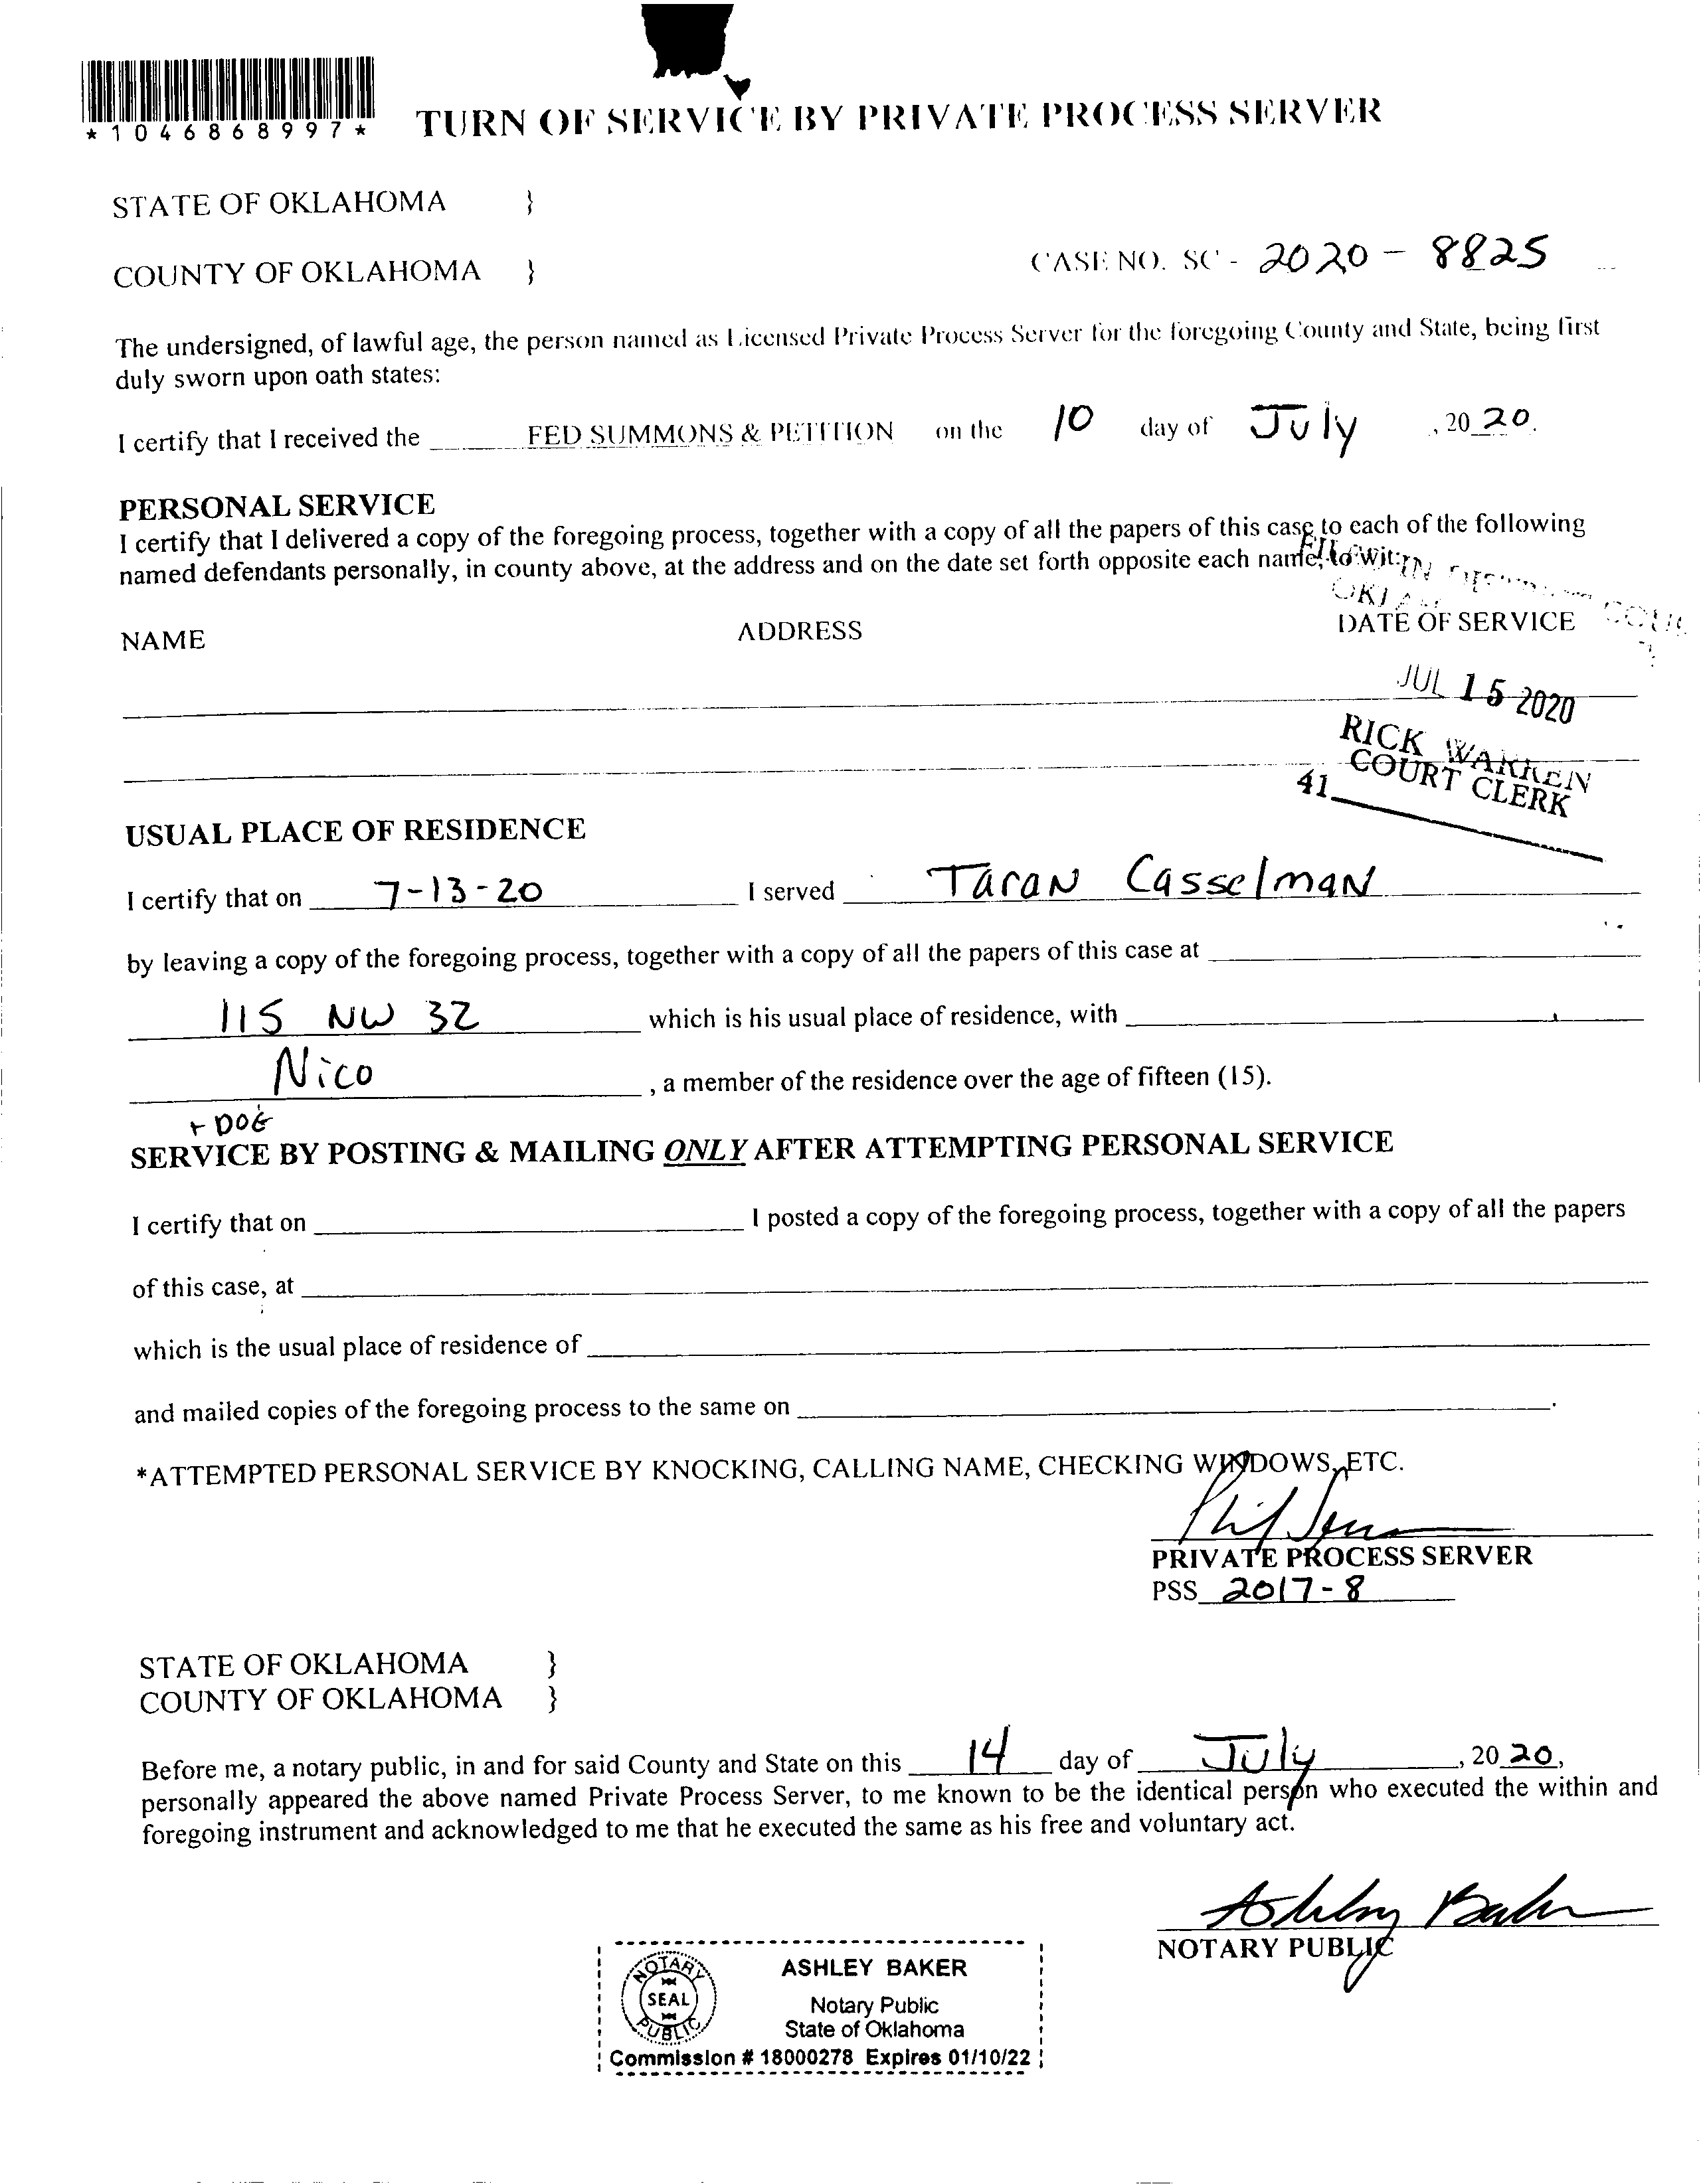 *1046868997*
TURN OF SERVICE BY PRIVATE PROCESS SERVER
STATE OF OKLAHOMA }
COUNTY OF OKLAHOMA } CASE NO. SC - 2020 - 8825
The undersigned, of lawful age, the person named as Licensed Private Process Server for the foregoing County and State, being first
duly sworn upon oath states:
I certify that I received the FED SUMMONS & PETITION on the 10 day of July , 20 20.
PERSONAL SERVICE
I certify that I delivered a copy of the foregoing process, together with a copy of all the papers of this case to each of the following
named defendants personally, in county above, at the address and on the date set forth opposite each name, to wit:
NAME ADDRESS DATE OF SERVICE
JUL 15 2020
RICK WARREN
COURT CLERK
41
USUAL PLACE OF RESIDENCE
I certify that on 7-13-20 I served Taran Casselman
by leaving a copy of the foregoing process, together with a copy of all the papers of this case at
115 NW 32 which is his usual place of residence, with
Nico , a member of the residence over the age of fifteen (15).
+ DOG
SERVICE BY POSTING & MAILING ONLY AFTER ATTEMPTING PERSONAL SERVICE
I certify that on I posted a copy of the foregoing process, together with a copy of all the papers
of this case, at
which is the usual place of residence of
and mailed copies of the foregoing process to the same on .
*ATTEMPTED PERSONAL SERVICE BY KNOCKING, CALLING NAME, CHECKING WINDOWS, ETC.
PRIVATE PROCESS SERVER
PSS 2017-8
STATE OF OKLAHOMA }
COUNTY OF OKLAHOMA }
Before me, a notary public, in and for said County and State on this 14 day of July , 20 20,
personally appeared the above named Private Process Server, to me known to be the identical person who executed the within and
foregoing instrument and acknowledged to me that he executed the same as his free and voluntary act.
Ashley Baker
NOTARY PUBLIC
NOTARY SEAL PUBLIC
ASHLEY BAKER
Notary Public
State of Oklahoma
Commission # 18000278 Expires 01/10/22